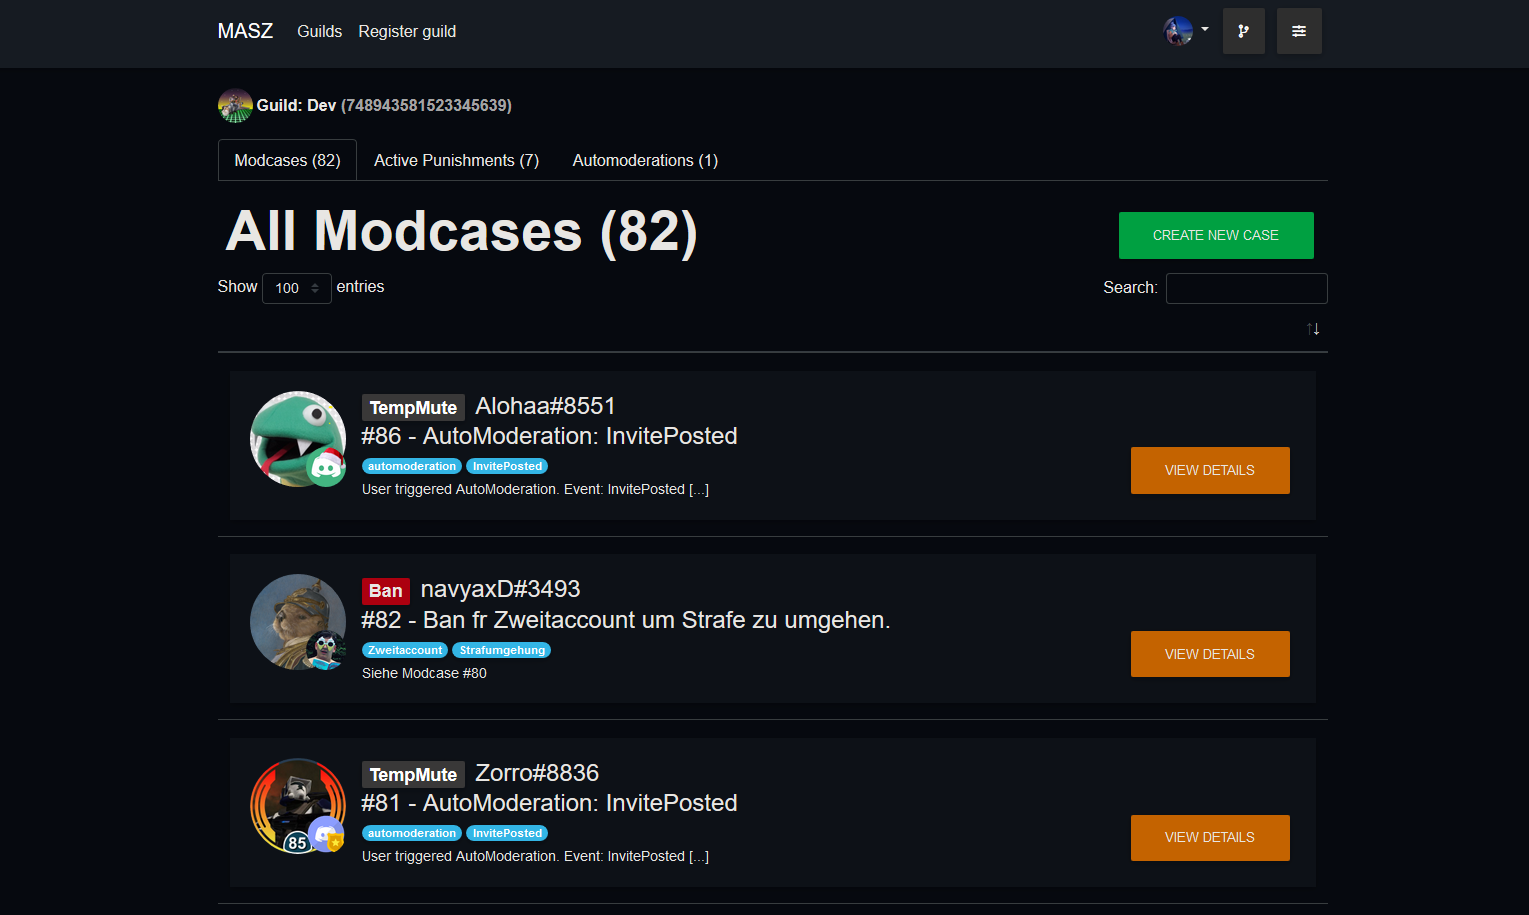 MASZ Guilds Register guild
Guild: Dev (748943581523345639)
Modcases (82) Active Punishments (7) Automoderations (1)
All Modcases (82)
CREATE NEW CASE
Show 100 entries
Search:
TempMute Alohaa#8551
#86 - AutoModeration: InvitePosted
automoderation InvitePosted
User triggered AutoModeration. Event: InvitePosted [...]
VIEW DETAILS
Ban navyaxD#3493
#82 - Ban fr Zweitaccount um Strafe zu umgehen.
Zweitaccount Strafumgehung
Siehe Modcase #80
VIEW DETAILS
TempMute Zorro#8836
#81 - AutoModeration: InvitePosted
automoderation InvitePosted
User triggered AutoModeration. Event: InvitePosted [...]
85
VIEW DETAILS